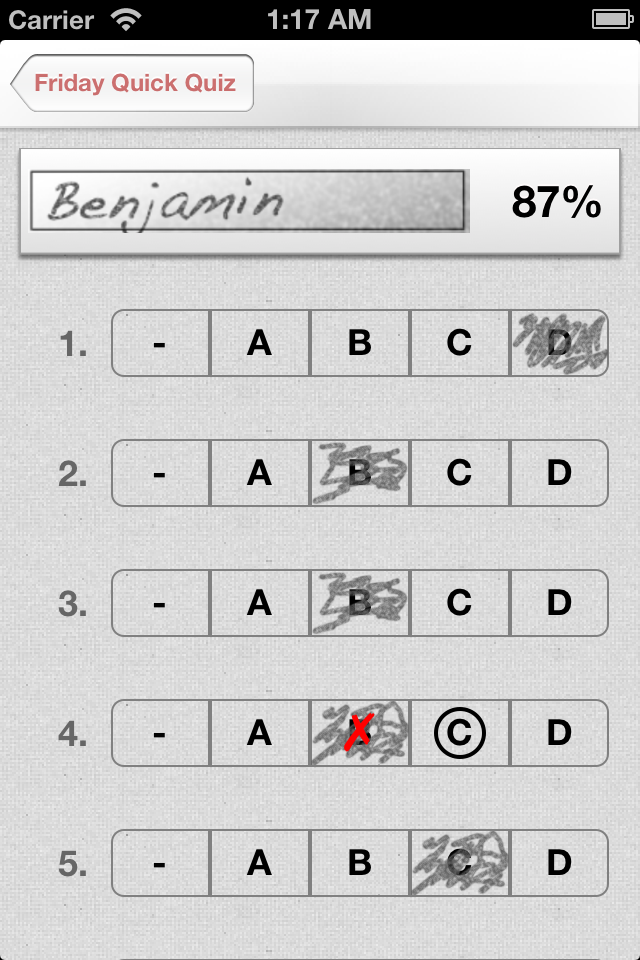 Carrier 1:17 AM
Friday Quick Quiz
Benjamin 87%
1. - A B C D
2. - A B C D
3. - A B C D
4. - A B C D
5. - A B C D